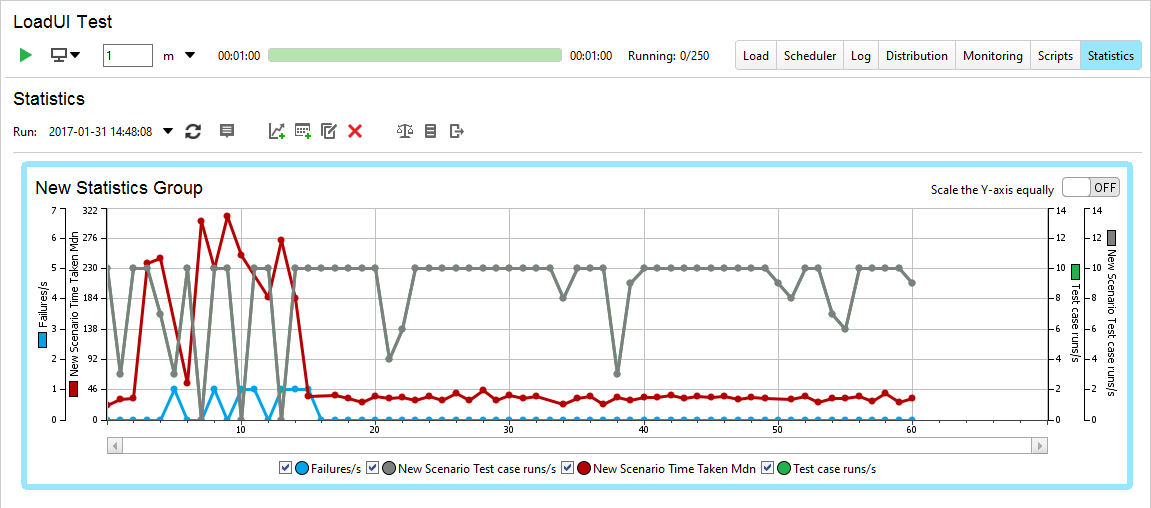 LoadUI Test
1 m 00:01:00 00:01:00 Running: 0/250 Load Scheduler Log Distribution Monitoring Scripts Statistics
Statistics
Run: 2017-01-31 14:48:08
New Statistics Group
Scale the Y-axis equally OFF
7 322 14 14
6 276 12 12
5 230 10 10
4 184 8 8
3 138 6 6
2 92 4 4
1 46 2 2
0 0 0 0
Failures/s
New Scenario Time Taken Mdn
Test case runs/s
New Scenario Test case runs/s
10 20 30 40 50 60
Failures/s New Scenario Test case runs/s New Scenario Time Taken Mdn Test case runs/s